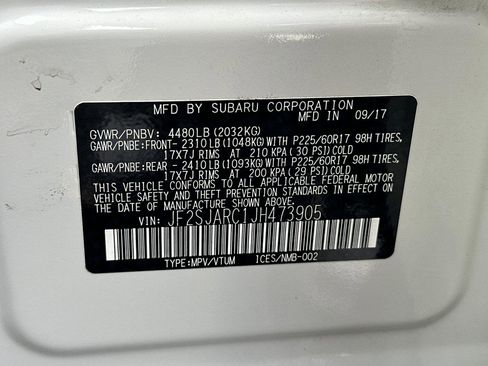 MFD BY SUBARU CORPORATION
MFD IN 09/17
GVWR/PNBV: 4480LB (2032KG)
GAWR/PNBE:FRONT- 2310LB (1048KG) WITH P225/60R17 98H TIRES,
17X7J RIMS AT 210 KPA (30 PSI) COLD
GAWR/PNBE:REAR -2410LB (1093KG) WITH P225/60R17 98H TIRES,
17X7J RIMS AT 200 KPA (29 PSI) COLD
THIS VEHICLE CONFORMS TO ALL APPLICABLE FEDERAL MOTOR
VEHICLE SAFETY AND THEFT PREVENTION STANDARDS IN EFFECT ON
THE DATE OF MANUFACTURE SHOWN ABOVE.
VIN: JF2SJARC1JH473905
TYPE:MPV/VTUM ICES/NMB-002